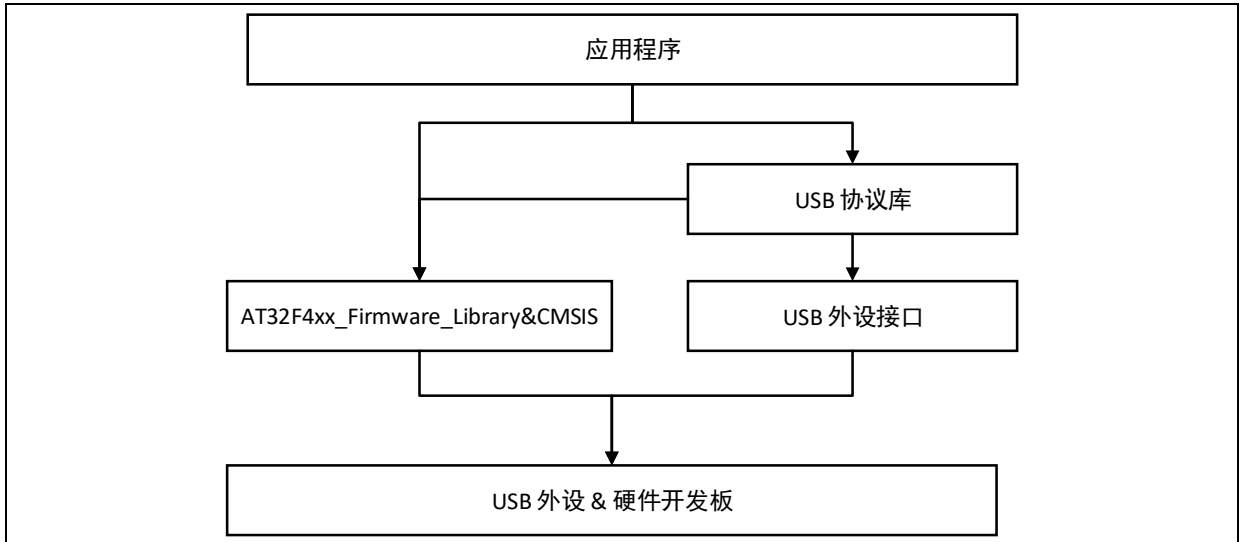 应用程序
USB 协议库
AT32F4xx_Firmware_Library&CMSIS
USB 外设接口
USB 外设 & 硬件开发板